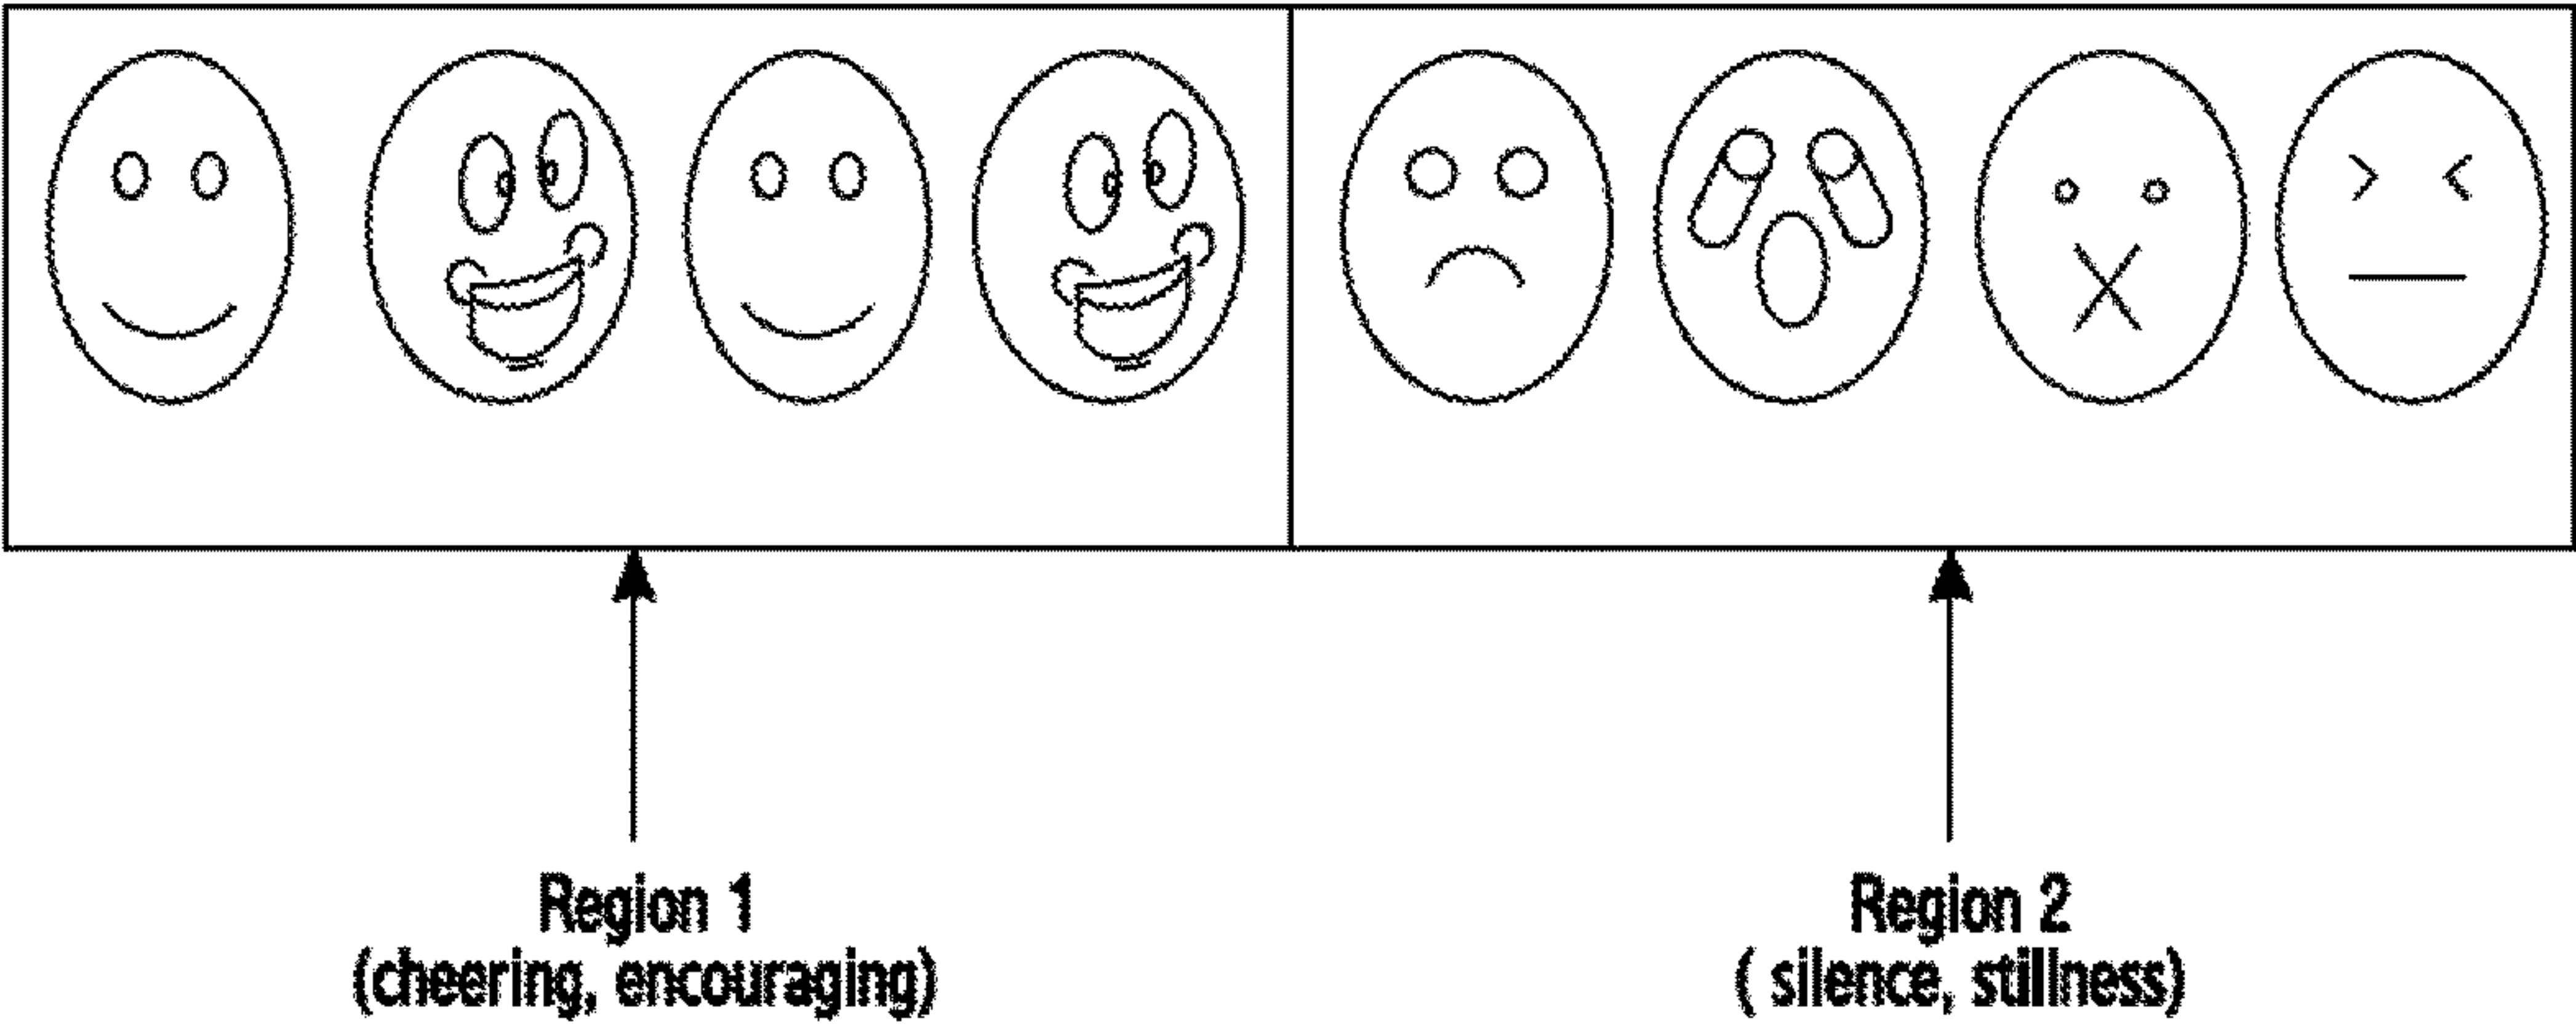 Region 1
(cheering, encouraging)
Region 2
( silence, stillness)